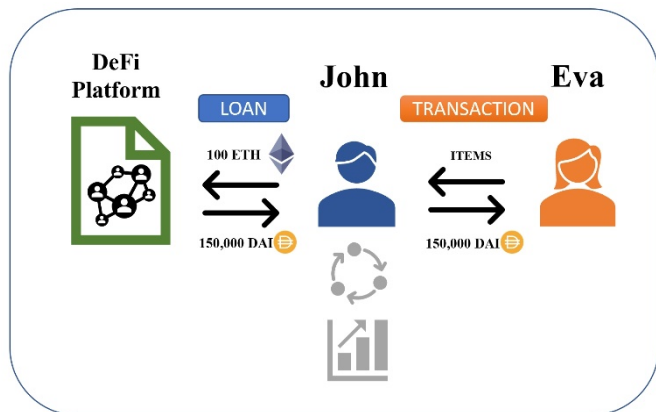 DeFi
Platform
John
Eva
LOAN
TRANSACTION
100 ETH
ITEMS
150,000 DAI
150,000 DAI